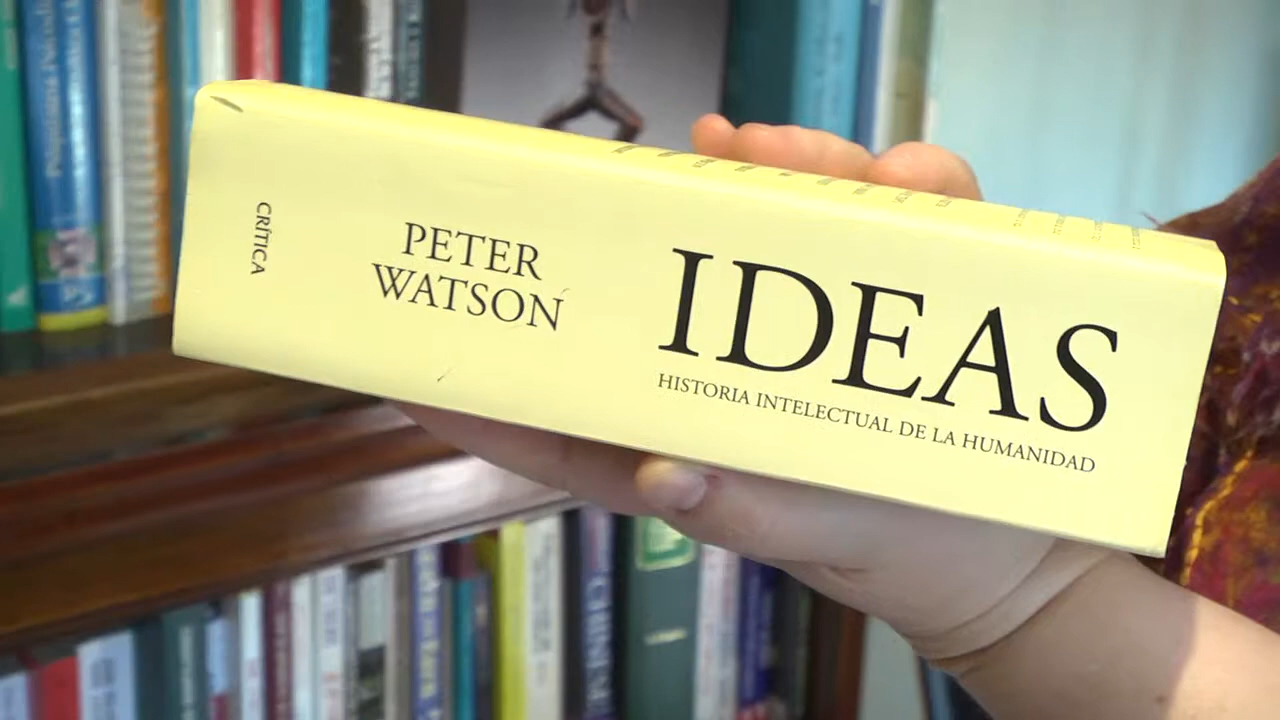 CRÍTICA
PETER
WATSON
IDEAS
HISTORIA INTELECTUAL DE LA HUMANIDAD